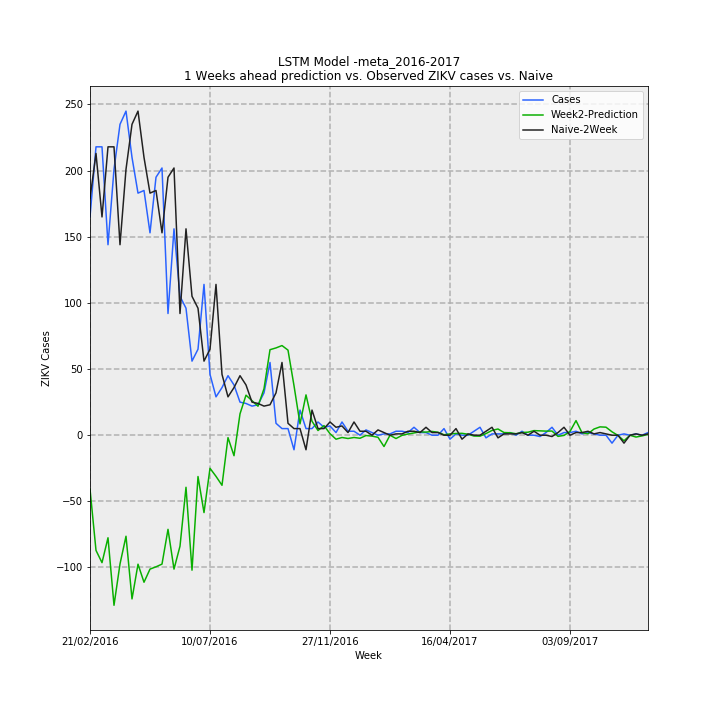 LSTM Model -meta_2016-2017
1 Weeks ahead prediction vs. Observed ZIKV cases vs. Naive
Cases
Week2-Prediction
Naive-2Week
250
200
150
100
50
0
−50
−100
ZIKV Cases
21/02/2016
10/07/2016
27/11/2016
16/04/2017
03/09/2017
Week